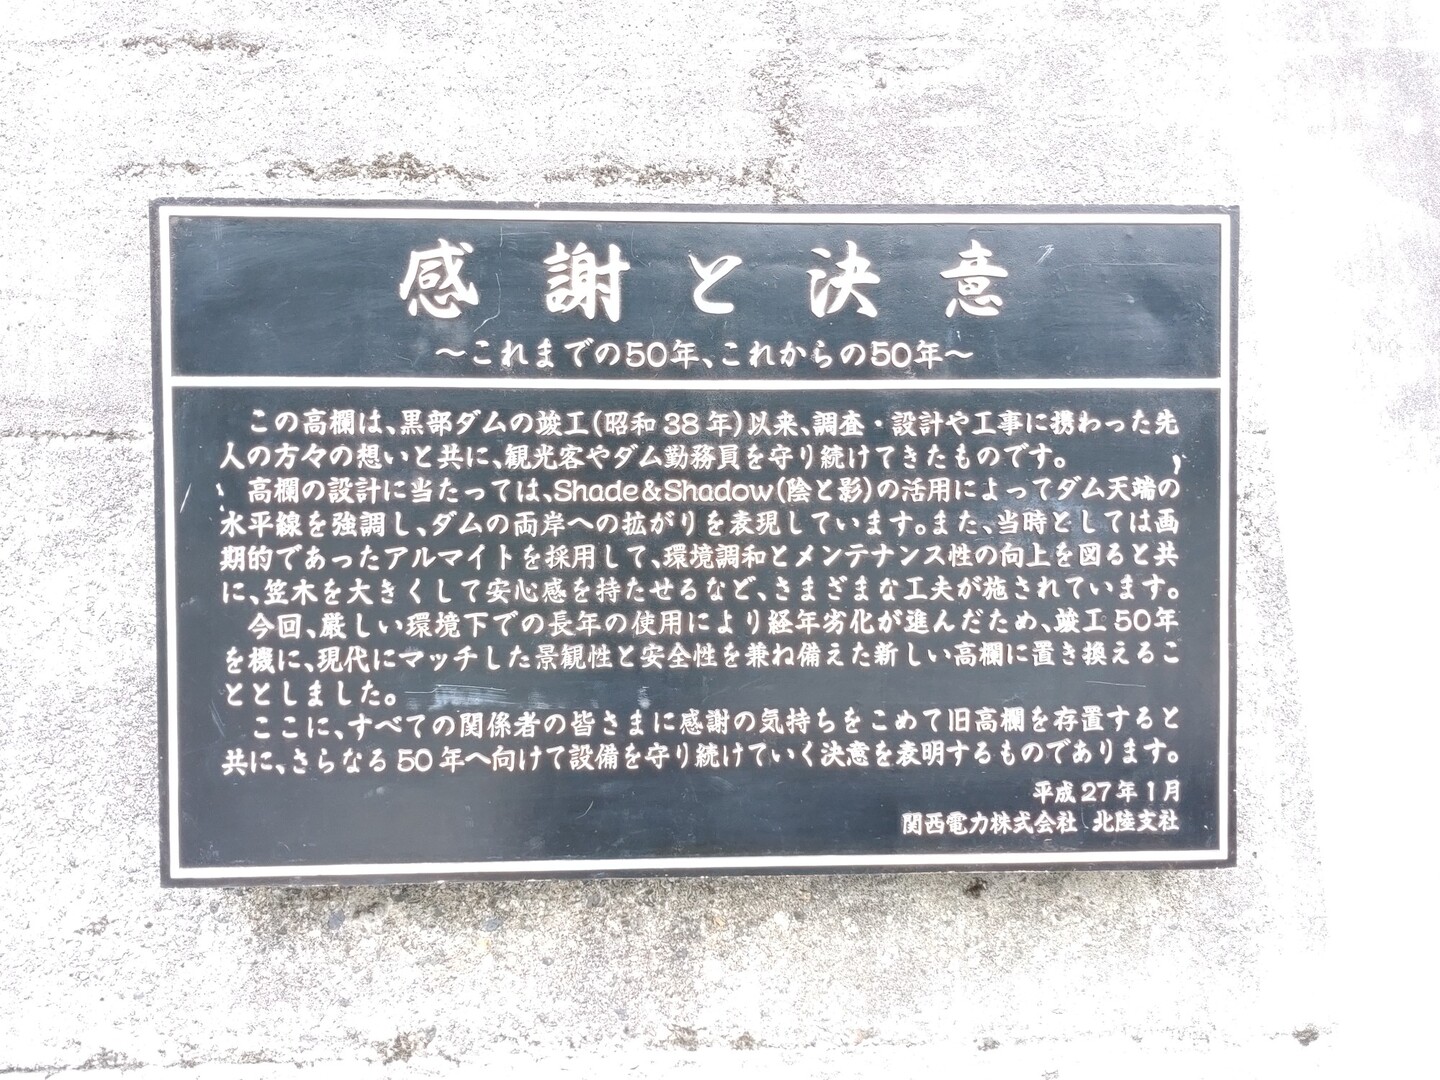 感謝と決意
～これまでの50年、これからの50年～
この高欄は、黒部ダムの竣工(昭和38年)以来、調査・設計や工事に携わった先
人の方々の想いと共に、観光客やダム勤務員を守り続けてきたものです。
高欄の設計に当たっては、Shade&Shadow(陰と影)の活用によってダム天端の
水平線を強調し、ダムの両岸への拡がりを表現しています。また、当時としては画
期的であったアルマイトを採用して、環境調和とメンテナンス性の向上を図ると共
に、笠木を大きくして安心感を持たせるなど、さまざまな工夫が施されています。
今回、厳しい環境下での長年の使用により経年劣化が進んだため、竣工50年
を機に、現代にマッチした景観性と安全性を兼ね備えた新しい高欄に置き換えるこ
ととしました。
ここに、すべての関係者の皆さまに感謝の気持ちをこめて旧高欄を存置すると
共に、さらなる50年へ向けて設備を守り続けていく決意を表明するものであります。
平成27年1月
関西電力株式会社 北陸支社